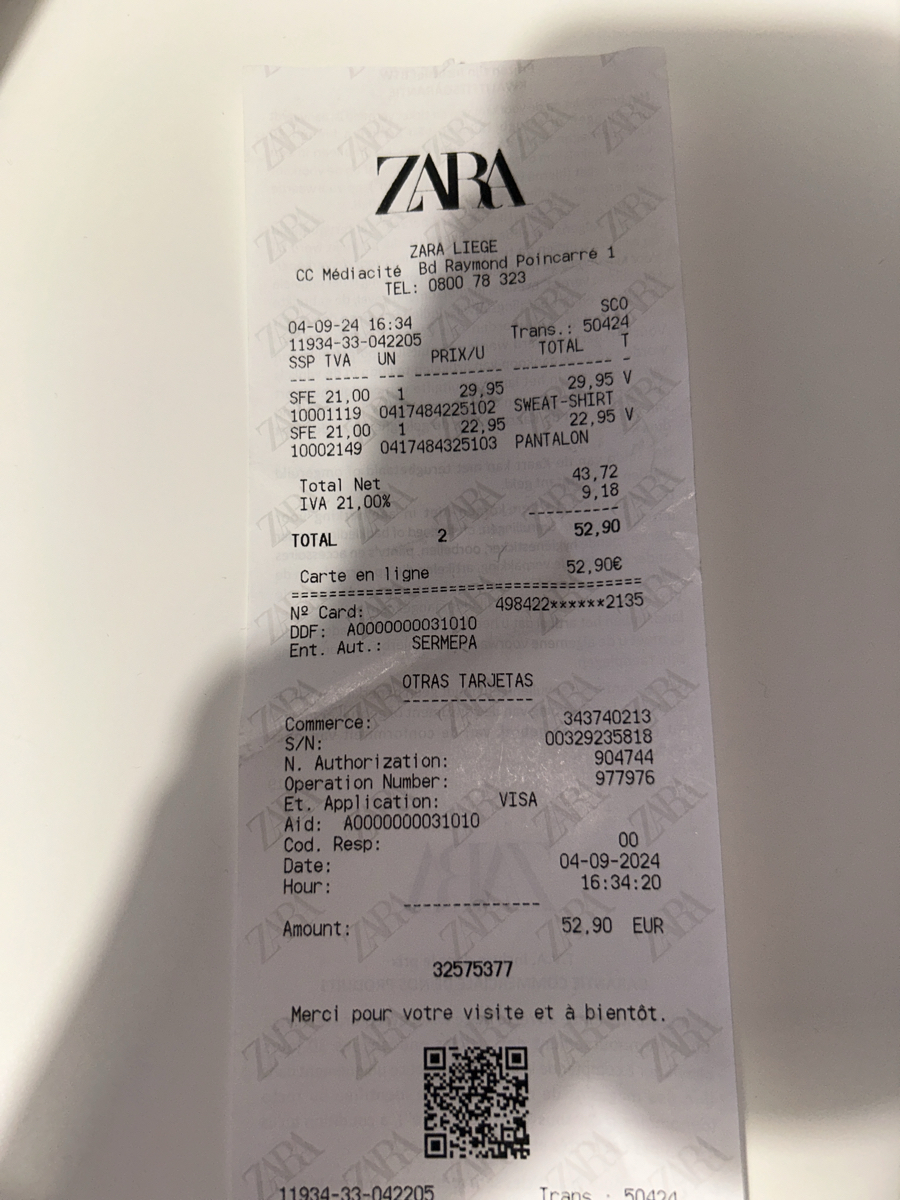 ZARA
ZARA LIEGE
CC Médiacité Bd Raymond Poincarré 1
TEL: 0800 78 323
SCO
04-09-24 16:34
11934-33-042205 Trans.: 50424
SSP TVA UN PRIX/U TOTAL T
--- ----- --- ---------- ----------- -
SFE 21,00 1 29,95 29,95 V
10001119 0417484225102 SWEAT-SHIRT
SFE 21,00 1 22,95 22,95 V
10002149 0417484325103 PANTALON
Total Net 43,72
IVA 21,00% 9,18
----------
TOTAL 2 52,90
Carte en ligne 52,90€
==========================================
Nº Card: 498422******2135
DDF: A0000000031010
Ent. Aut.: SERMEPA
OTRAS TARJETAS
--------------
Commerce: 343740213
S/N: 00329235818
N. Authorization: 904744
Operation Number: 977976
Et. Application: VISA
Aid: A0000000031010
Cod. Resp: 00
Date: 04-09-2024
Hour: 16:34:20
--------------
Amount: 52,90 EUR
32575377
Merci pour votre visite et à bientôt.
11934-33-042205 Trans.: 50424